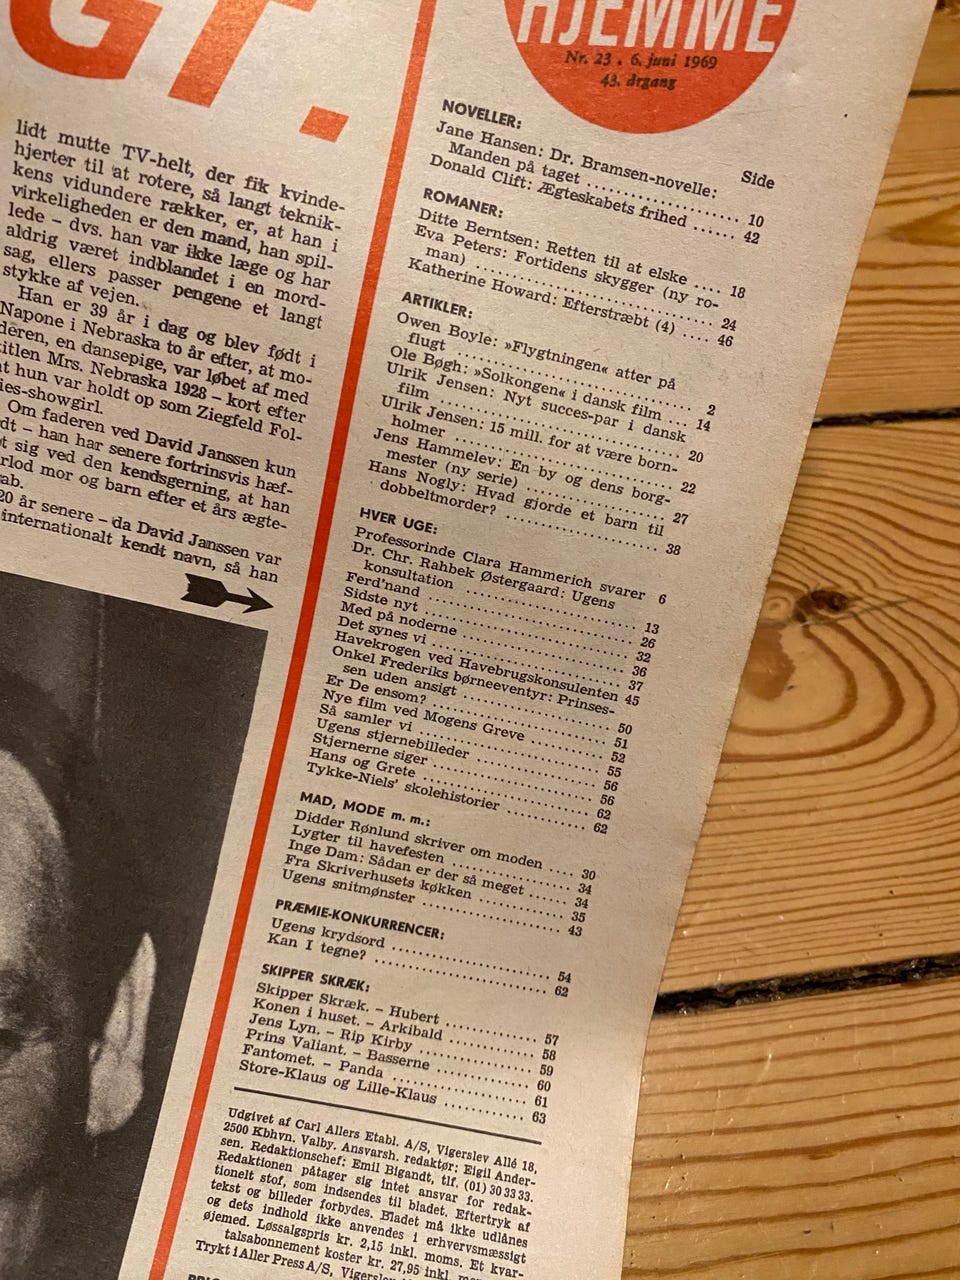 GT.
lidt mutte TV-helt, der fik kvinde-
hjerter til at rotere, så langt teknik-
kens vidundere rækker, er, at han i
virkeligheden er den mand, han spil-
lede – dvs. han var ikke læge og har
aldrig været indblandet i en mord-
sag, ellers passer pengene et langt
stykke af vejen.
Han er 39 år i dag og blev født i
Napone i Nebraska to år efter, at mo-
deren, en dansepige, var løbet af med
titlen Mrs. Nebraska 1928 – kort efter
at hun var holdt op som Ziegfeld Fol-
ies-showgirl.
Om faderen ved David Janssen kun
dt – han har senere fortrinsvis hæf-
t sig ved den kendsgerning, at han
rlod mor og barn efter et års ægte-
ab.
20 år senere – da David Janssen var
internationalt kendt navn, så han
HJEMME
Nr. 23 . 6. juni 1969
43. årgang
NOVELLER:
Side
Jane Hansen: Dr. Bramsen-novelle:
Manden på taget .................... 10
Donald Clift: Ægteskabets frihed ...... 42
ROMANER:
Ditte Berntsen: Retten til at elske .... 18
Eva Peters: Fortidens skygger (ny ro-
man) .................... 24
Katherine Howard: Efterstræbt (4) .... 46
ARTIKLER:
Owen Boyle: »Flygtningen« atter på
flugt .................... 2
Ole Bøgh: »Solkongen« i dansk film .... 14
Ulrik Jensen: Nyt succes-par i dansk
film .................... 20
Ulrik Jensen: 15 mill. for at være born-
holmer .................... 22
Jens Hammelev: En by og dens borg-
mester (ny serie) .................... 27
Hans Nogly: Hvad gjorde et barn til
dobbeltmorder? .................... 38
HVER UGE:
Professorinde Clara Hammerich svarer 6
Dr. Chr. Rahbek Østergaard: Ugens
konsultation .................... 13
Ferd'nand .................... 26
Sidste nyt .................... 32
Med på noderne .................... 36
Det synes vi .................... 37
Havekrogen ved Havebrugskonsulenten 45
Onkel Frederiks børneeventyr: Prinses-
sen uden ansigt .................... 50
Er De ensom? .................... 51
Nye film ved Mogens Greve .......... 52
Så samler vi .................... 55
Ugens stjernebilleder .................... 56
Stjernerne siger .................... 56
Hans og Grete .................... 62
Tykke-Niels' skolehistorier ............ 62
MAD, MODE m. m.:
Didder Rønlund skriver om moden .... 30
Lygter til havefesten .................... 34
Inge Dam: Sådan er der så meget ...... 34
Fra Skriverhusets køkken ............ 35
Ugens snitmønster .................... 43
PRÆMIE-KONKURRENCER:
Ugens krydsord .................... 54
Kan I tegne? .................... 62
SKIPPER SKRÆK:
Skipper Skræk. – Hubert .............. 57
Konen i huset. – Arkibald ............ 58
Jens Lyn. – Rip Kirby ................ 59
Prins Valiant. – Basserne ............ 60
Fantomet. – Panda .................... 61
Store-Klaus og Lille-Klaus ............ 63
Udgivet af Carl Allers Etabl. A/S, Vigerslev Allé 18,
2500 Kbhvn. Valby. Ansvarsh. redaktør: Eigil Ander-
sen. Redaktionschef: Emil Bigandt, tlf. (01) 30 33 33.
Redaktionen påtager sig intet ansvar for redak-
tionelt stof, som indsendes til bladet. Eftertryk af
tekst og billeder forbydes. Bladet må ikke udlånes
og dets indhold ikke anvendes i erhvervsmæssigt
øjemed. Løssalgspris kr. 2,15 inkl. moms. Et kvar-
talsabonnement koster kr. 27,95 inkl. moms.
Trykt i Aller Press A/S, Vigerslev